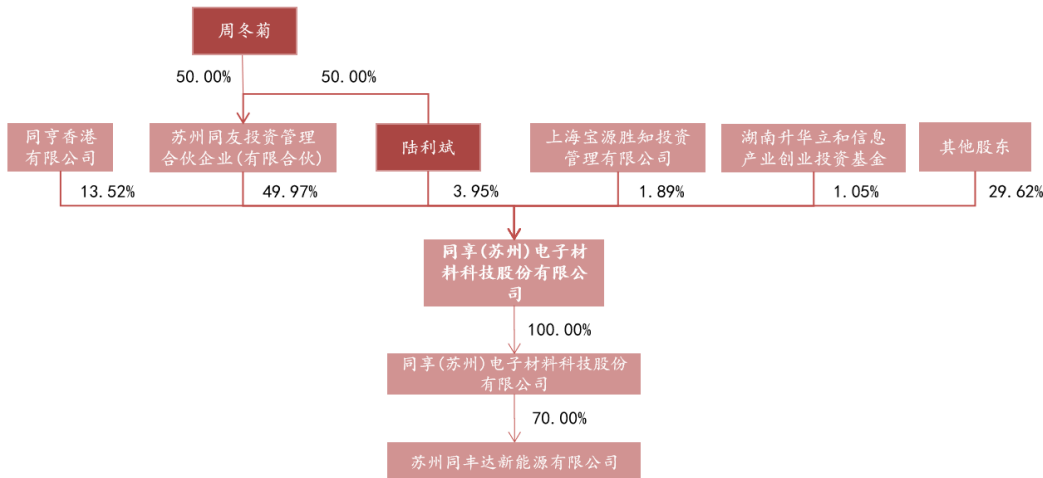 周冬菊
50.00%
50.00%
同亨香港
有限公司
苏州同友投资管理
合伙企业(有限合伙)
陆利斌
上海宝源胜知投资
管理有限公司
湖南升华立和信息
产业创业投资基金
其他股东
13.52%
49.97%
3.95%
1.89%
1.05%
29.62%
同享(苏州)电子材
料科技股份有限公
司
100.00%
同享(苏州)电子材料科技股份
有限公司
70.00%
苏州同丰达新能源有限公司